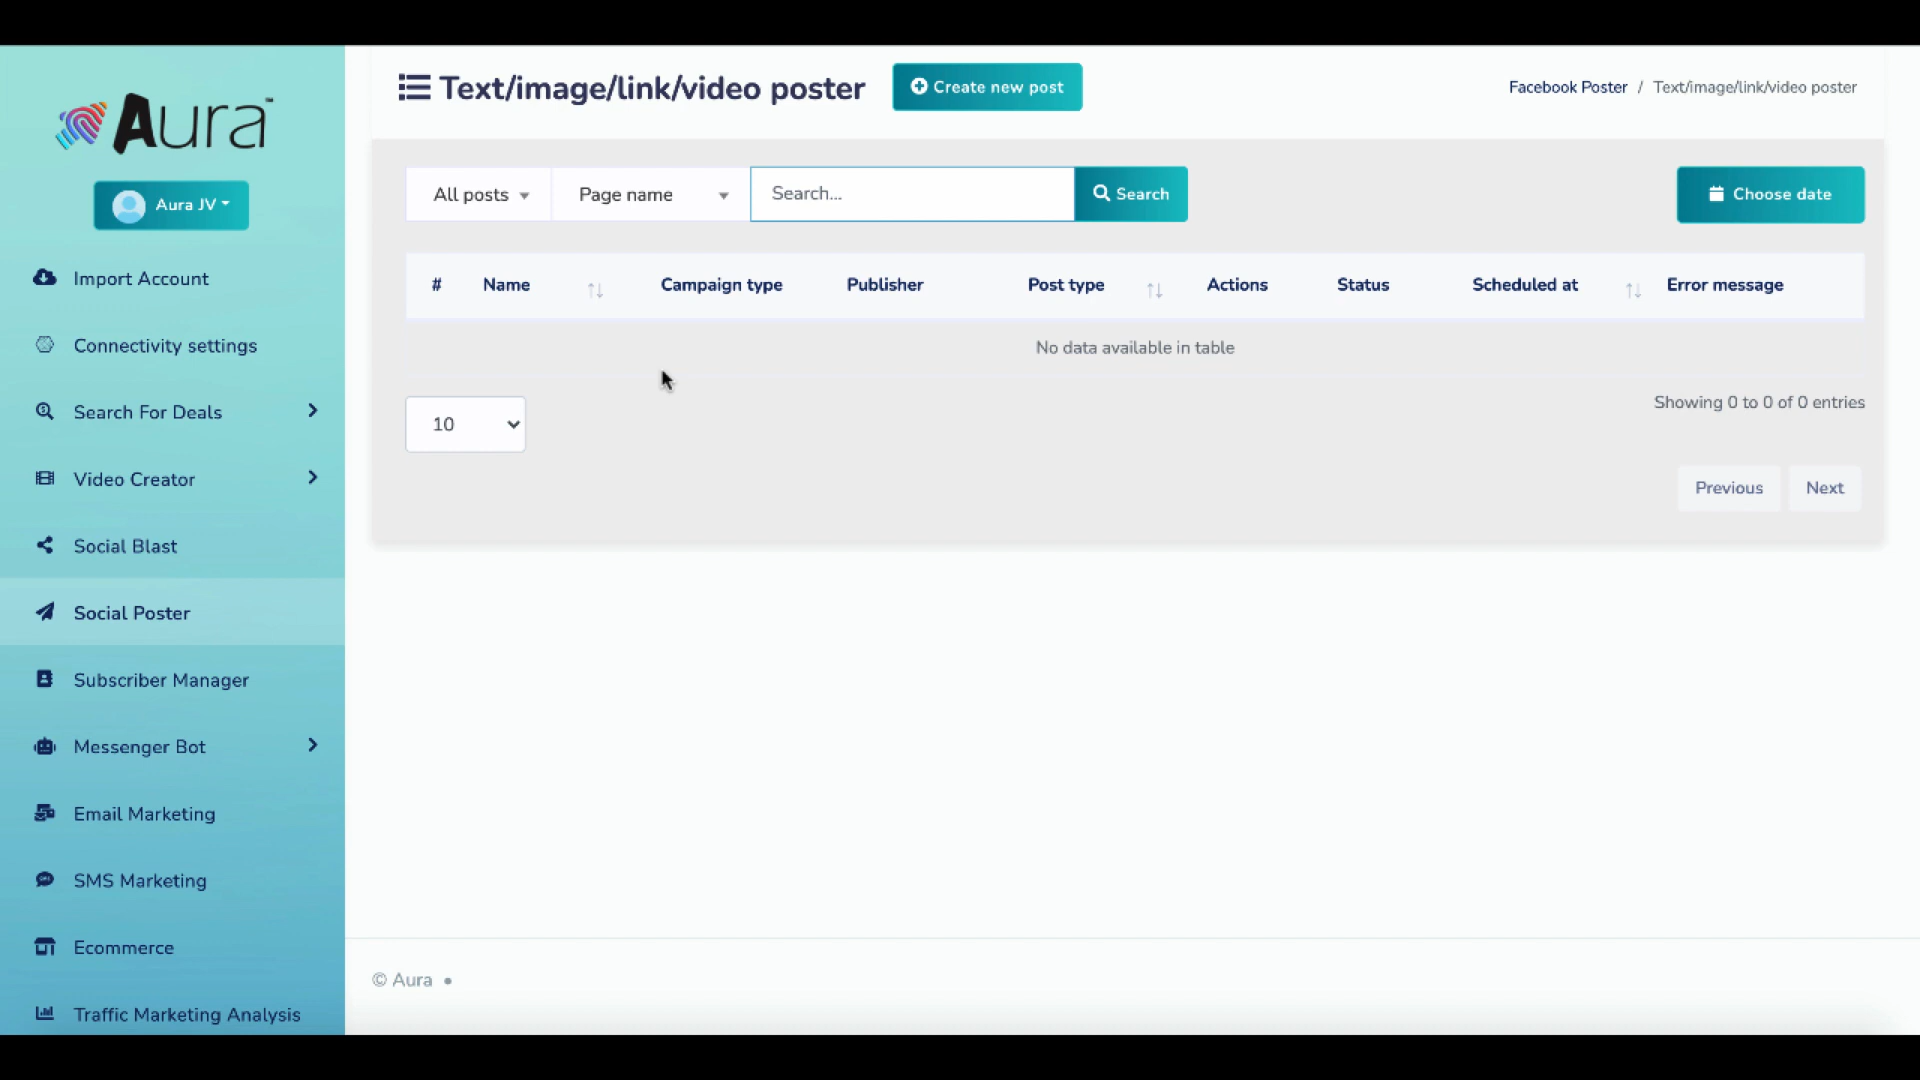 Aura™
Aura JV
Import Account
Connectivity settings
Search For Deals
Video Creator
Social Blast
Social Poster
Subscriber Manager
Messenger Bot
Email Marketing
SMS Marketing
Ecommerce
Traffic Marketing Analysis
Text/image/link/video poster
Create new post
Facebook Poster / Text/image/link/video poster
All posts Page name Search... Search Choose date
# Name Campaign type Publisher Post type Actions Status Scheduled at Error message
No data available in table
10
Showing 0 to 0 of 0 entries
Previous Next
© Aura •